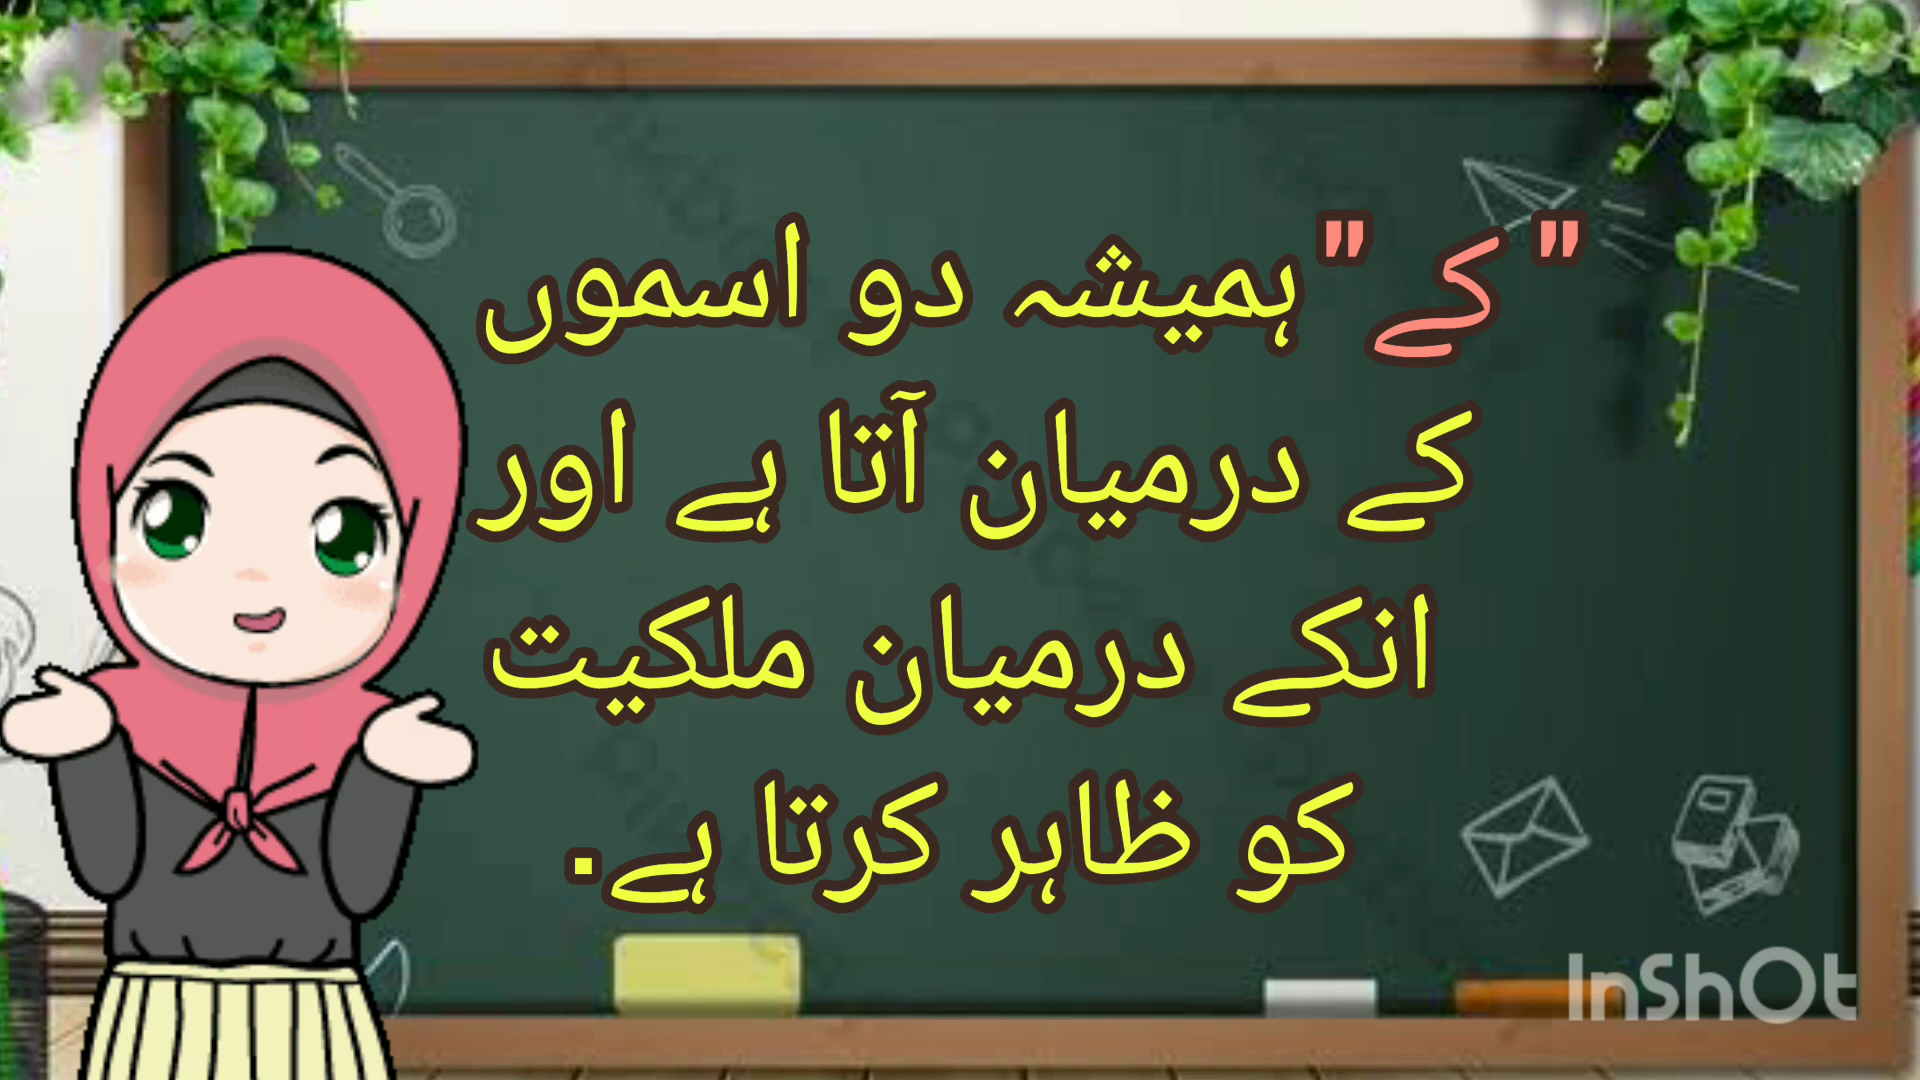 "کے"ہمیشہ دو اسموں
کے درمیان آتا ہے اور
انکے درمیان ملکیت
کو ظاہر کرتا ہے.
InShOt